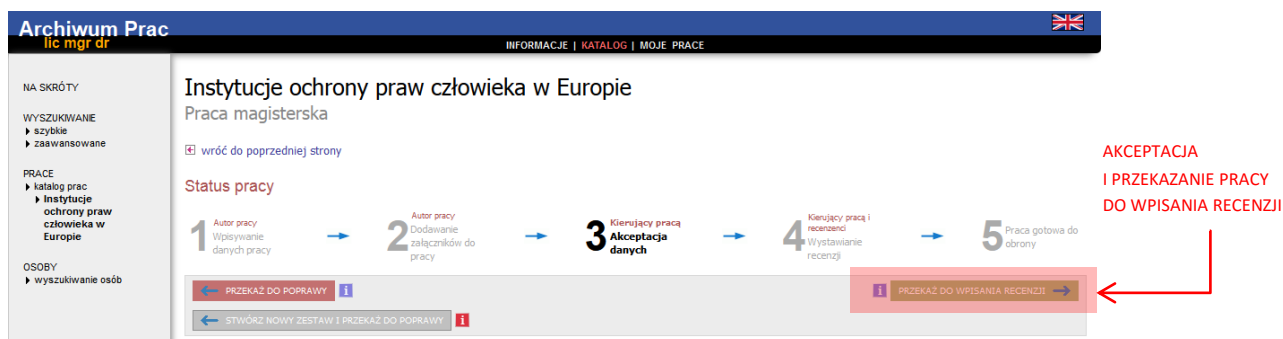 Archiwum Prac
lic mgr dr
INFORMACJE | KATALOG | MOJE PRACE
NA SKRÓTY
WYSZUKIWANIE
szybkie
zaawansowane
PRACE
katalog prac
Instytucje
ochrony praw
człowieka w
Europie
OSOBY
wyszukiwanie osób
Instytucje ochrony praw człowieka w Europie
Praca magisterska
wróć do poprzedniej strony
Status pracy
1 Autor pracy
Wpisywanie
danych pracy
2 Autor pracy
Dodawanie
załączników do
pracy
3 Kierujący pracą
Akceptacja
danych
4 Kierujący pracą i
recenzenci
Wystawianie
recenzji
5 Praca gotowa do
obrony
PRZEKAŻ DO POPRAWY i
i PRZEKAŻ DO WPISANIA RECENZJI
STWÓRZ NOWY ZESTAW I PRZEKAŻ DO POPRAWY i
AKCEPTACJA
I PRZEKAZANIE PRACY
DO WPISANIA RECENZJI